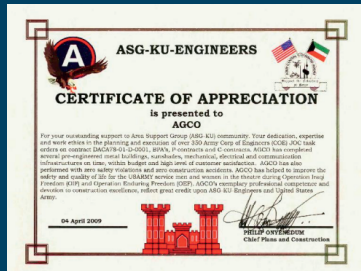 ASG-KU-ENGINEERS
CERTIFICATE OF APPRECIATION
is presented to
AGCO
For your outstanding support to Area Support Group (ASG-KU) community. Your dedication, expertise
and work ethics in the planning and execution of over 350 Army Corp of Engineers (COE) JOC task
orders on contract DACA78-01-D-0001, BPA's, P-contracts and C-contracts. AGCO has completed
several pre-engineered metal buildings, sunshades, mechanical, electrical and communication
infrastructures on time, within budget and high level of customer satisfaction. AGCO has also
performed with zero safety violations and zero construction accidents. AGCO has helped to improve the
safety and quality of life for the USARMY service men and women in the theatre during Operation Iraqi
Freedom (OIF) and Operation Enduring Freedom (OEF). AGCO's exemplary professional competence and
devotion to construction excellence, reflect great credit upon ASG KU Engineers and United States
Army.
04 April 2009
PHILIP ONYEMEDUM
Chief Plans and Construction